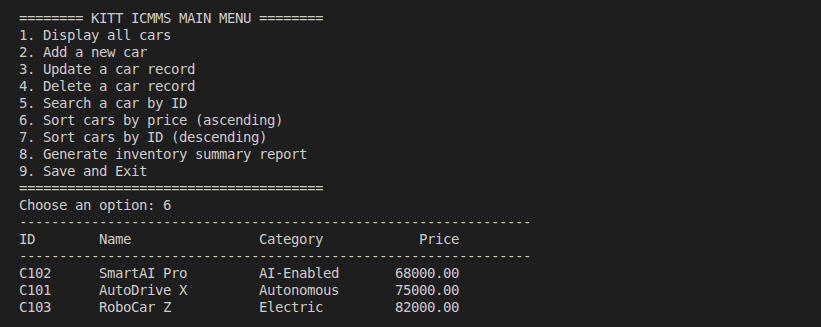 ======== KITT ICMMS MAIN MENU ========
1. Display all cars
2. Add a new car
3. Update a car record
4. Delete a car record
5. Search a car by ID
6. Sort cars by price (ascending)
7. Sort cars by ID (descending)
8. Generate inventory summary report
9. Save and Exit
======================================
Choose an option: 6
----------------------------------------------------------------
ID        Name                Category            Price
----------------------------------------------------------------
C102      SmartAI Pro         AI-Enabled       68000.00
C101      AutoDrive X         Autonomous       75000.00
C103      RoboCar Z           Electric         82000.00